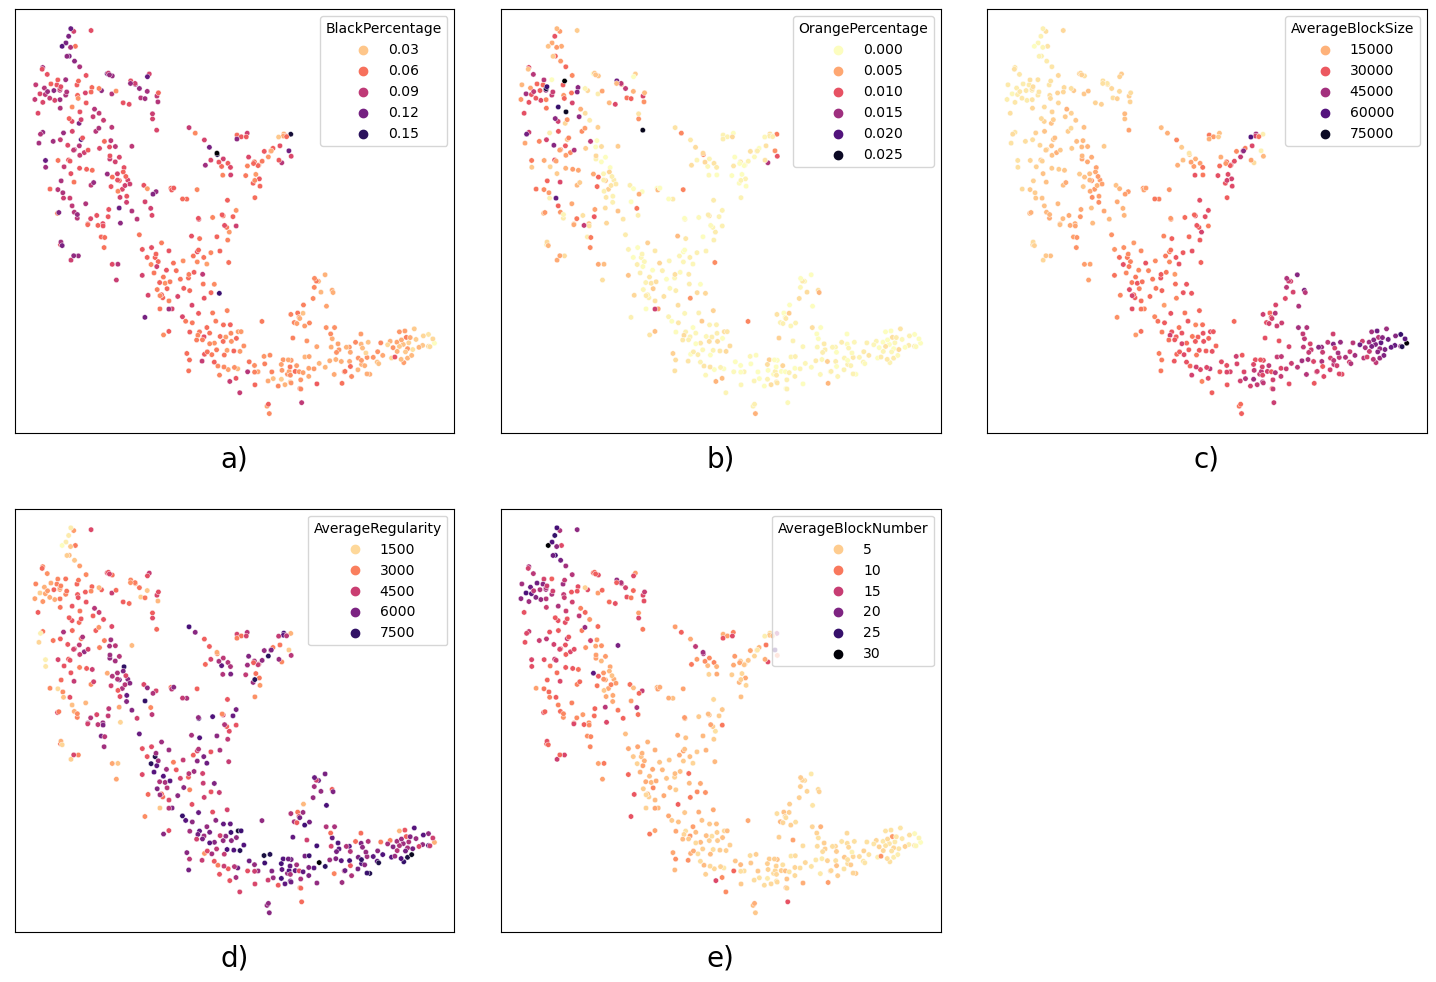 BlackPercentage
0.03
0.06
0.09
0.12
0.15
a)
OrangePercentage
0.000
0.005
0.010
0.015
0.020
0.025
b)
AverageBlockSize
15000
30000
45000
60000
75000
c)
AverageRegularity
1500
3000
4500
6000
7500
d)
AverageBlockNumber
5
10
15
20
25
30
e)